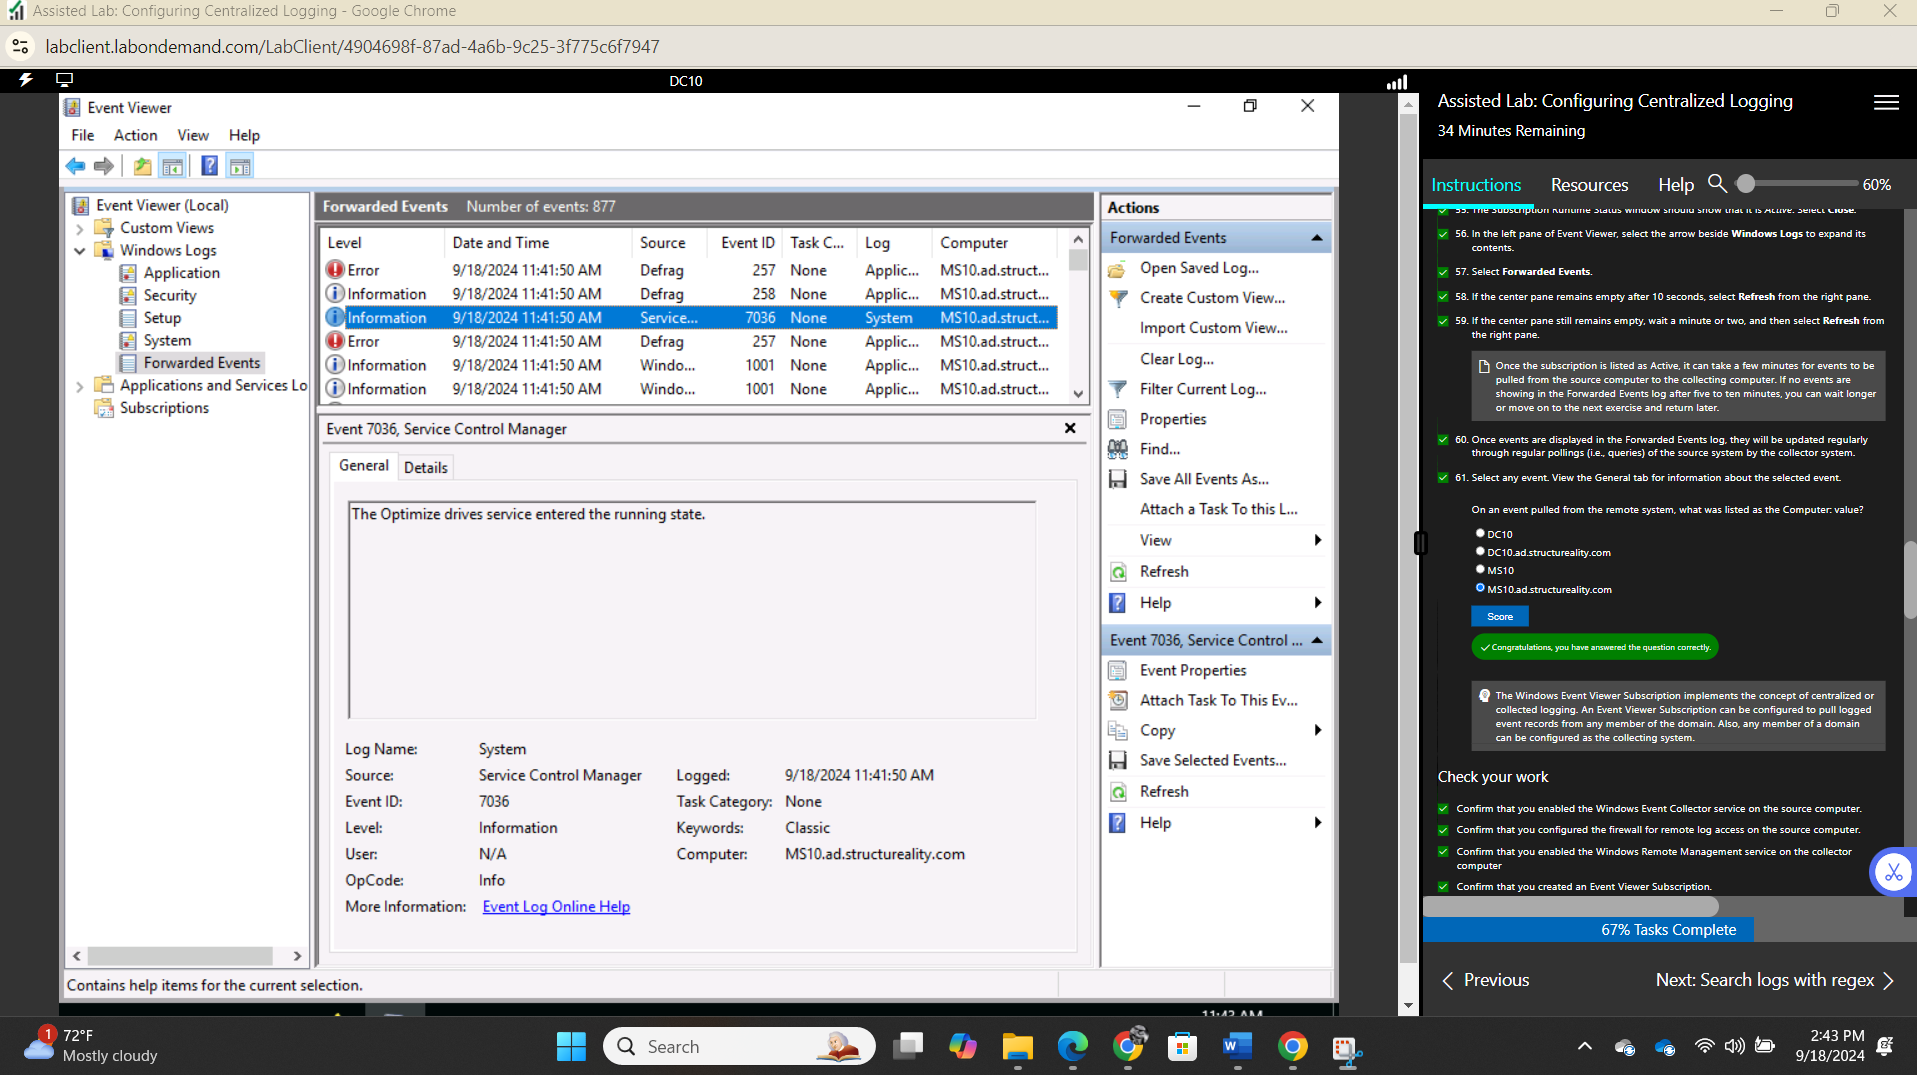 Assisted Lab: Configuring Centralized Logging - Google Chrome
labclient.labondemand.com/LabClient/4904698f-87ad-4a6b-9c25-3f775c6f7947
DC10
Event Viewer
File Action View Help
Event Viewer (Local)
Custom Views
Windows Logs
Application
Security
Setup
System
Forwarded Events
Applications and Services Lo
Subscriptions
Forwarded Events Number of events: 877
Level Date and Time Source Event ID Task C... Log Computer
Error 9/18/2024 11:41:50 AM Defrag 257 None Applic... MS10.ad.struct...
Information 9/18/2024 11:41:50 AM Defrag 258 None Applic... MS10.ad.struct...
Information 9/18/2024 11:41:50 AM Service... 7036 None System MS10.ad.struct...
Error 9/18/2024 11:41:50 AM Defrag 257 None Applic... MS10.ad.struct...
Information 9/18/2024 11:41:50 AM Windo... 1001 None Applic... MS10.ad.struct...
Information 9/18/2024 11:41:50 AM Windo... 1001 None Applic... MS10.ad.struct...
Event 7036, Service Control Manager
General Details
The Optimize drives service entered the running state.
Log Name: System
Source: Service Control Manager Logged: 9/18/2024 11:41:50 AM
Event ID: 7036 Task Category: None
Level: Information Keywords: Classic
User: N/A Computer: MS10.ad.structureality.com
OpCode: Info
More Information: Event Log Online Help
Actions
Forwarded Events
Open Saved Log...
Create Custom View...
Import Custom View...
Clear Log...
Filter Current Log...
Properties
Find...
Save All Events As...
Attach a Task To this L...
View
Refresh
Help
Event 7036, Service Control ...
Event Properties
Attach Task To This Ev...
Copy
Save Selected Events...
Refresh
Help
Contains help items for the current selection.
11:43 AM
Assisted Lab: Configuring Centralized Logging
34 Minutes Remaining
Instructions Resources Help 60%
55. The Subscription Runtime Status window should show that it is Active. Select Close.
56. In the left pane of Event Viewer, select the arrow beside Windows Logs to expand its
contents.
57. Select Forwarded Events.
58. If the center pane remains empty after 10 seconds, select Refresh from the right pane.
59. If the center pane still remains empty, wait a minute or two, and then select Refresh from
the right pane.
Once the subscription is listed as Active, it can take a few minutes for events to be
pulled from the source computer to the collecting computer. If no events are
showing in the Forwarded Events log after five to ten minutes, you can wait longer
or move on to the next exercise and return later.
60. Once events are displayed in the Forwarded Events log, they will be updated regularly
through regular pollings (i.e., queries) of the source system by the collector system.
61. Select any event. View the General tab for information about the selected event.
On an event pulled from the remote system, what was listed as the Computer: value?
DC10
DC10.ad.structureality.com
MS10
MS10.ad.structureality.com
Score
Congratulations, you have answered the question correctly.
The Windows Event Viewer Subscription implements the concept of centralized or
collected logging. An Event Viewer Subscription can be configured to pull logged
event records from any member of the domain. Also, any member of a domain
can be configured as the collecting system.
Check your work
Confirm that you enabled the Windows Event Collector service on the source computer.
Confirm that you configured the firewall for remote log access on the source computer.
Confirm that you enabled the Windows Remote Management service on the collector
computer
Confirm that you created an Event Viewer Subscription.
67% Tasks Complete
Previous Next: Search logs with regex
1
72°F
Mostly cloudy
Search
2:43 PM
9/18/2024